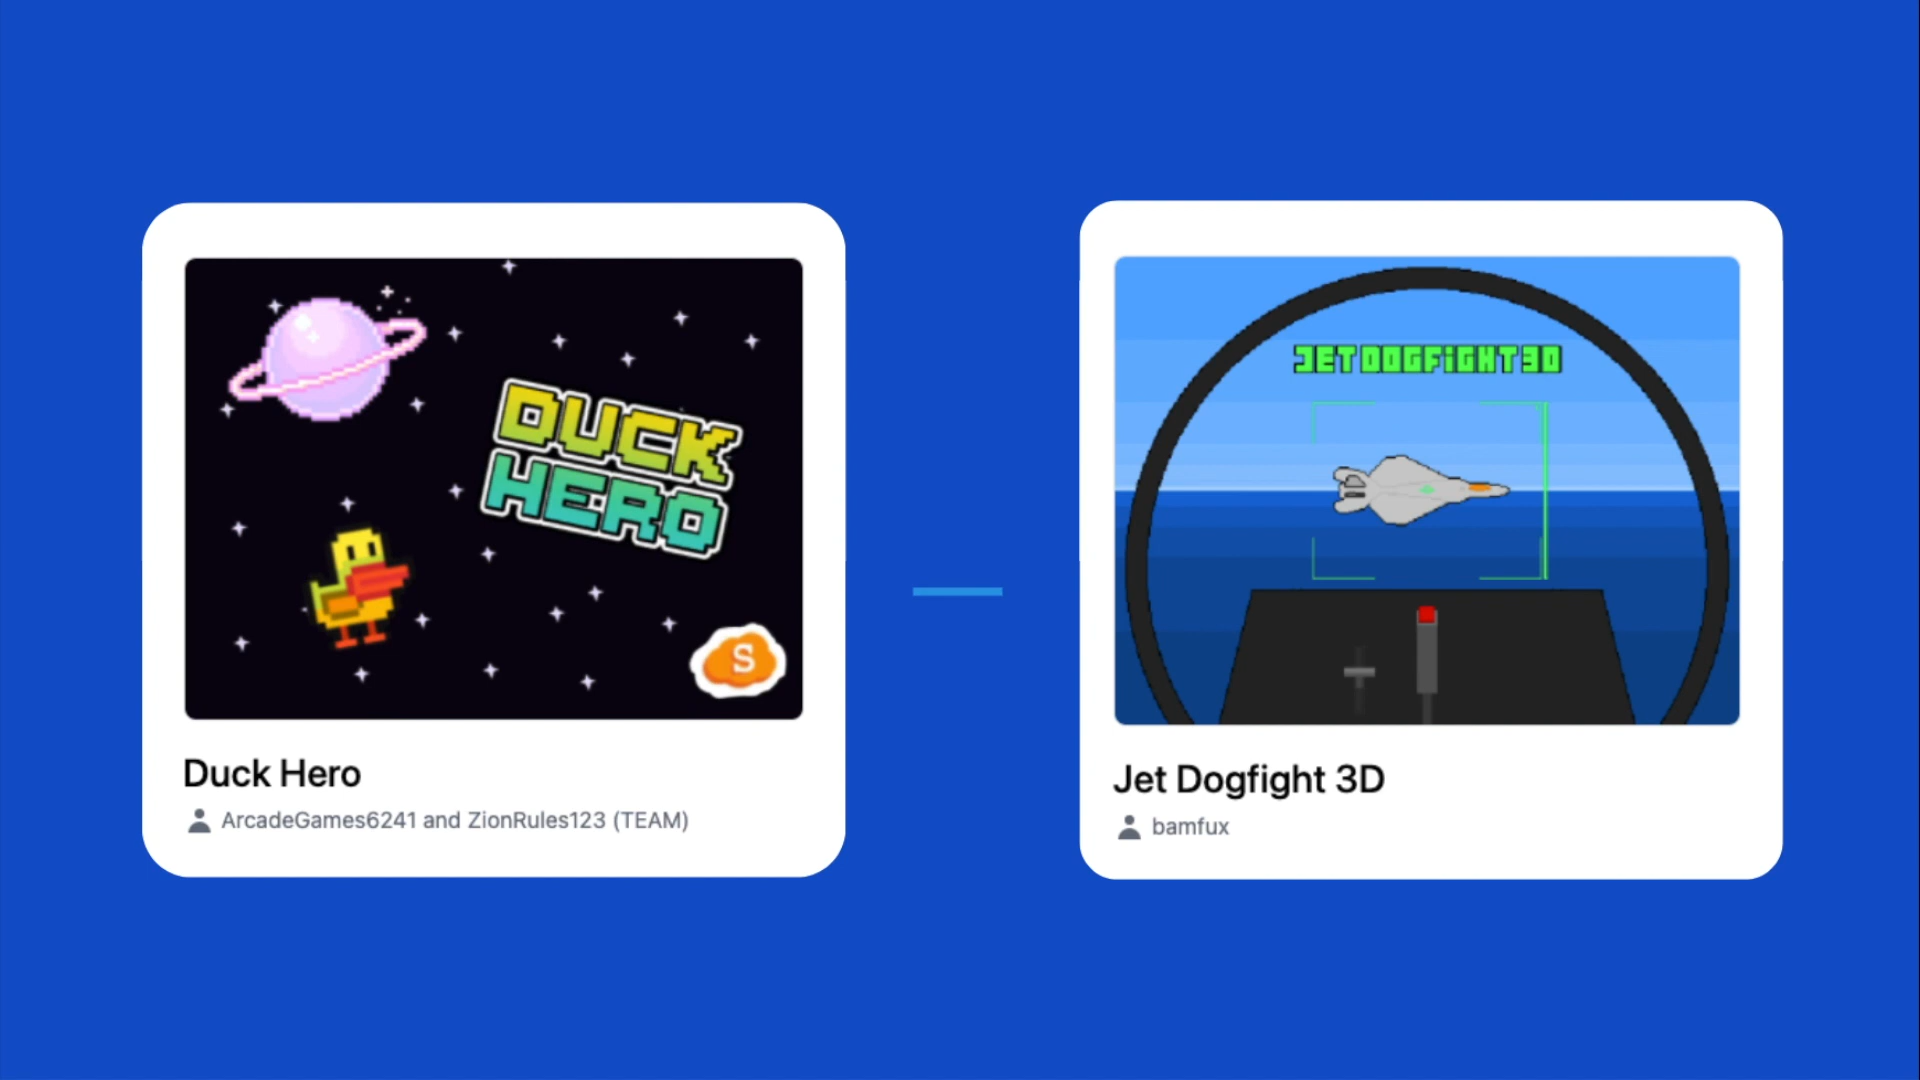 DUCK
HERO
S
Duck Hero
ArcadeGames6241 and ZionRules123 (TEAM)
JET DOGFiGHT 3D
Jet Dogfight 3D
bamfux